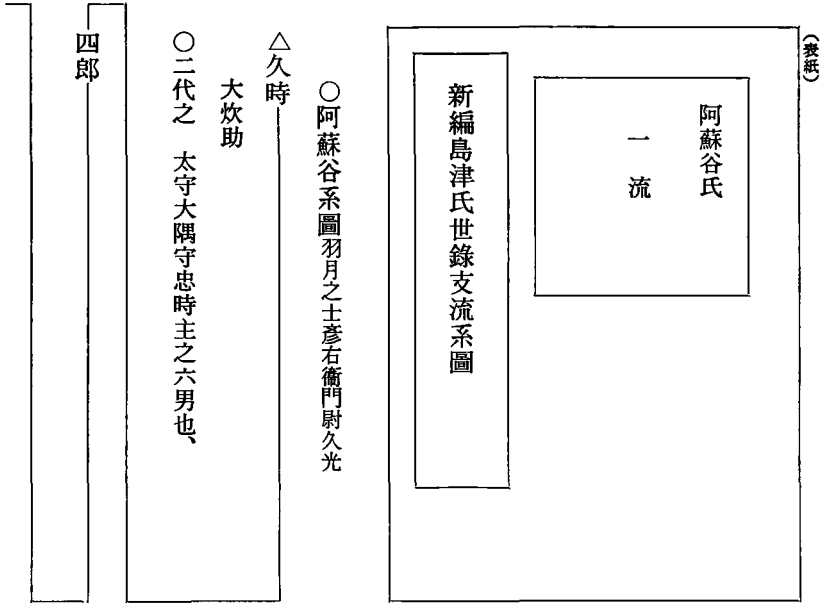 (表紙)
阿蘇谷氏
一流
新編島津氏世錄支流系圖
○阿蘇谷系圖羽月之士彥右衞門尉久光
△久時
大炊助
○二代之　太守大隅守忠時主之六男也、
四郎